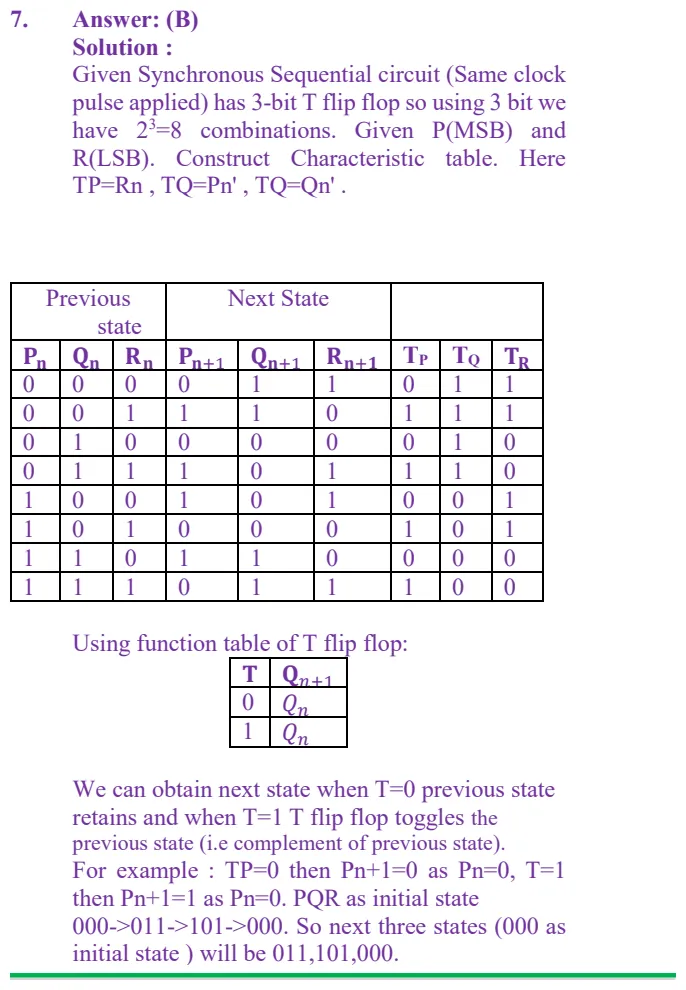 7. Answer: (B)
Solution :
Given Synchronous Sequential circuit (Same clock
pulse applied) has 3-bit T flip flop so using 3 bit we
have 2³=8 combinations. Given P(MSB) and
R(LSB). Construct Characteristic table. Here
TP=Rn , TQ=Pn' , TQ=Qn' .
Previous state Next State
Pₙ Qₙ Rₙ Pₙ₊₁ Qₙ₊₁ Rₙ₊₁ TP TQ TR
0 0 0 0 1 1 0 1 1
0 0 1 1 1 0 1 1 1
0 1 0 0 0 0 0 1 0
0 1 1 1 0 1 1 1 0
1 0 0 1 0 1 0 0 1
1 0 1 0 0 0 1 0 1
1 1 0 1 1 0 0 0 0
1 1 1 0 1 1 1 0 0
Using function table of T flip flop:
T Qₙ₊₁
0 Qₙ
1 Qₙ
We can obtain next state when T=0 previous state
retains and when T=1 T flip flop toggles the
previous state (i.e complement of previous state).
For example : TP=0 then Pn+1=0 as Pn=0, T=1
then Pn+1=1 as Pn=0. PQR as initial state
000->011->101->000. So next three states (000 as
initial state ) will be 011,101,000.